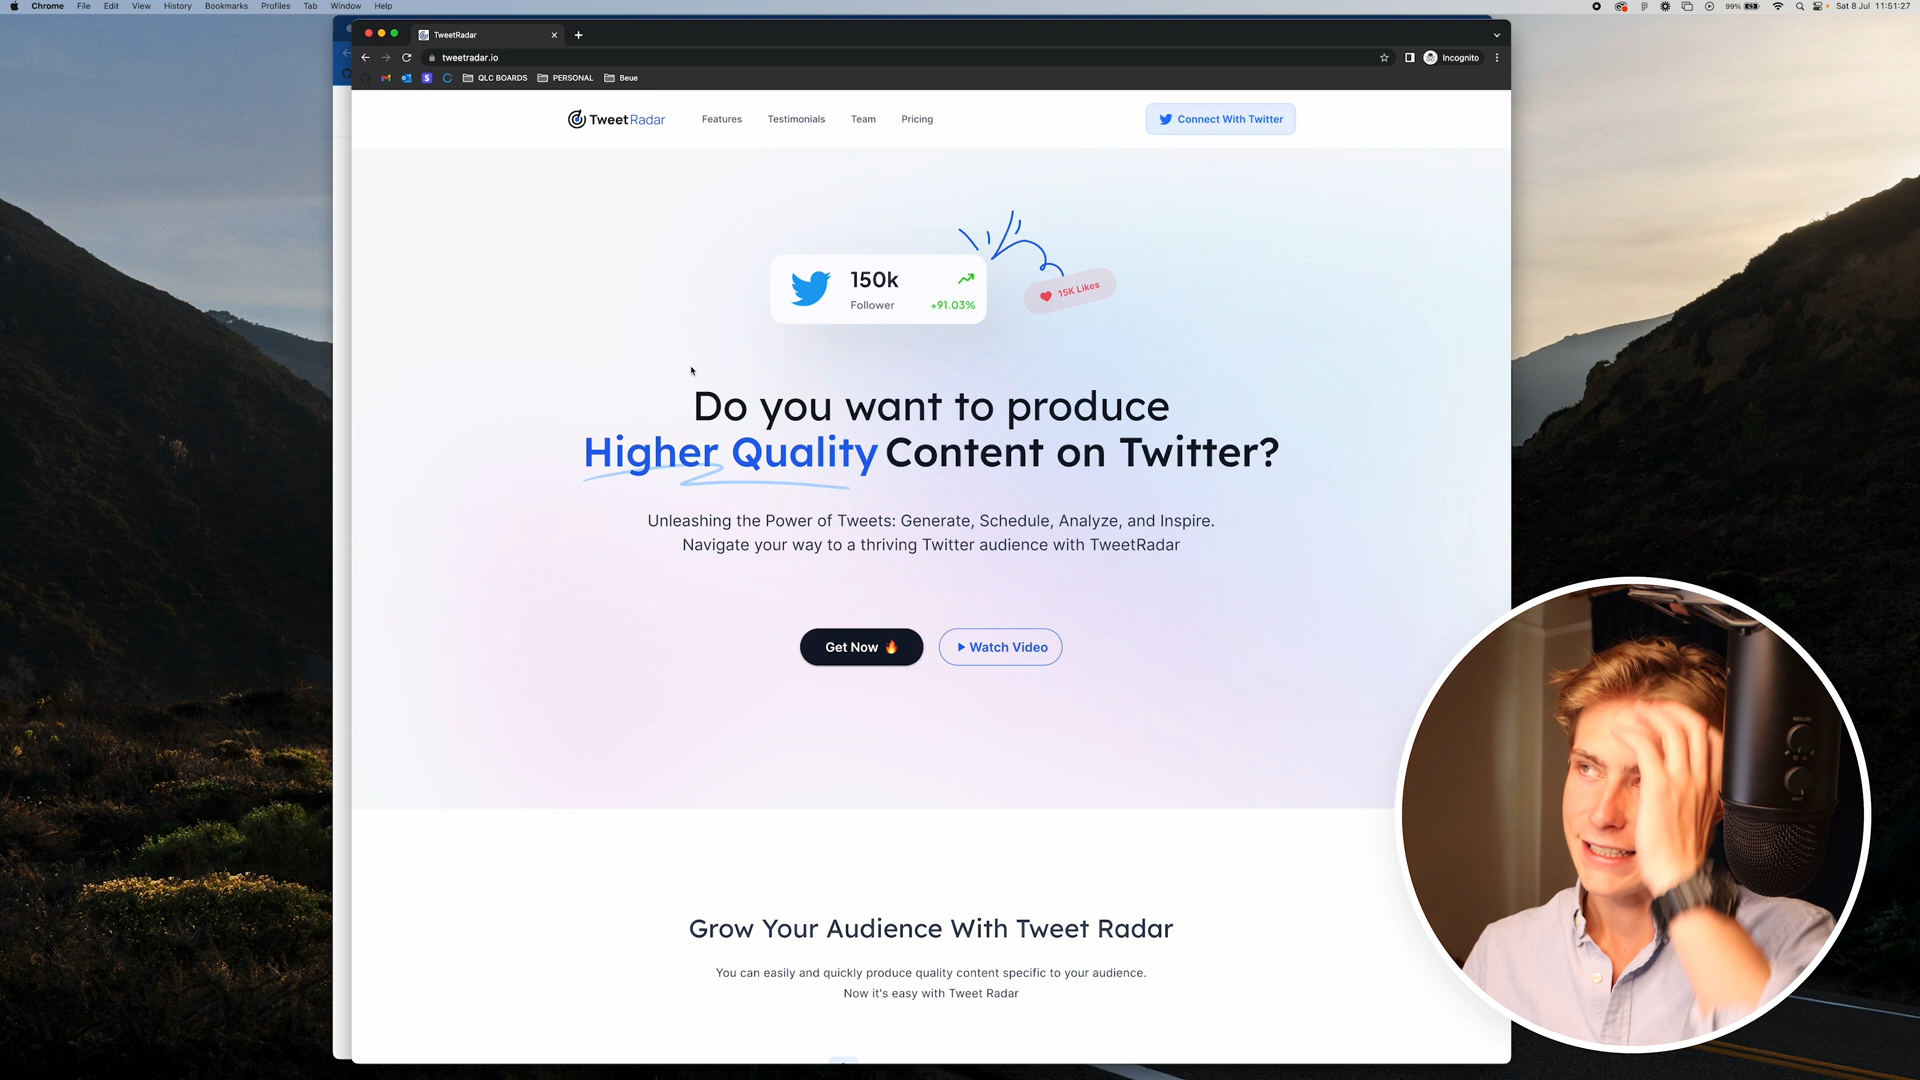 Chrome File Edit View History Bookmarks Profiles Tab Window Help
99% Sat 8 Jul 11:51:27
TweetRadar
tweetradar.io
Incognito
S QLC BOARDS PERSONAL Beue
TweetRadar Features Testimonials Team Pricing Connect With Twitter
150k
Follower +91.03%
15K Likes
Do you want to produce
Higher Quality Content on Twitter?
Unleashing the Power of Tweets: Generate, Schedule, Analyze, and Inspire.
Navigate your way to a thriving Twitter audience with TweetRadar
Get Now 🔥 Watch Video
Grow Your Audience With Tweet Radar
You can easily and quickly produce quality content specific to your audience.
Now it's easy with Tweet Radar